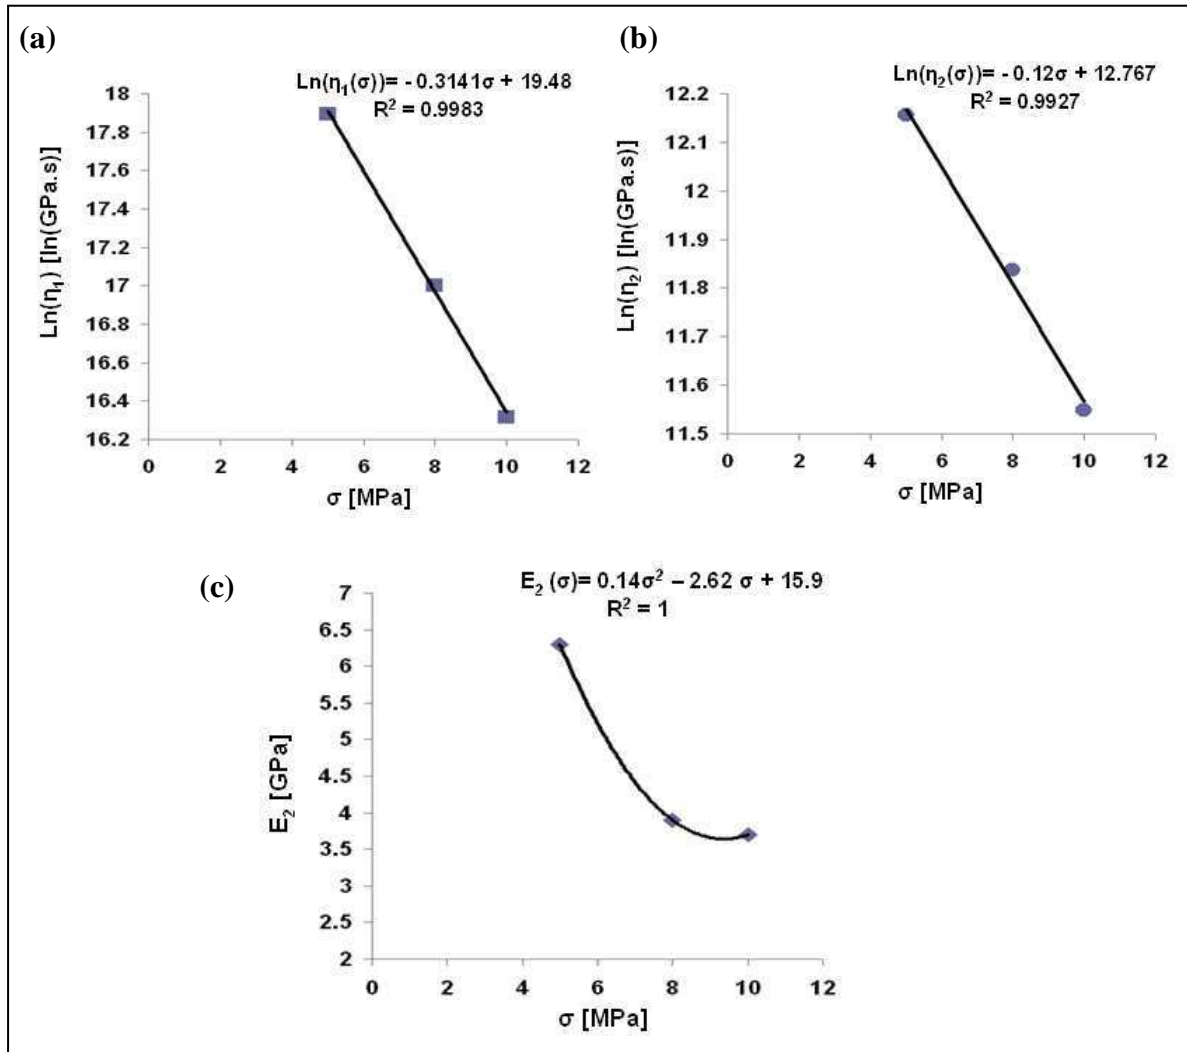 (a)
Ln(η₁(σ))= - 0.3141σ + 19.48
R² = 0.9983
Ln(η₁) [ln(GPa.s)]
18
17.8
17.6
17.4
17.2
17
16.8
16.6
16.4
16.2
0 2 4 6 8 10 12
σ [MPa]
(b)
Ln(η₂(σ))= - 0.12σ + 12.767
R² = 0.9927
Ln(η₂) [ln(GPa.s)]
12.2
12.1
12
11.9
11.8
11.7
11.6
11.5
0 2 4 6 8 10 12
σ [MPa]
(c)
E₂ (σ)= 0.14σ² – 2.62 σ + 15.9
R² = 1
E₂ [GPa]
7
6.5
6
5.5
5
4.5
4
3.5
3
2.5
2
0 2 4 6 8 10 12
σ [MPa]